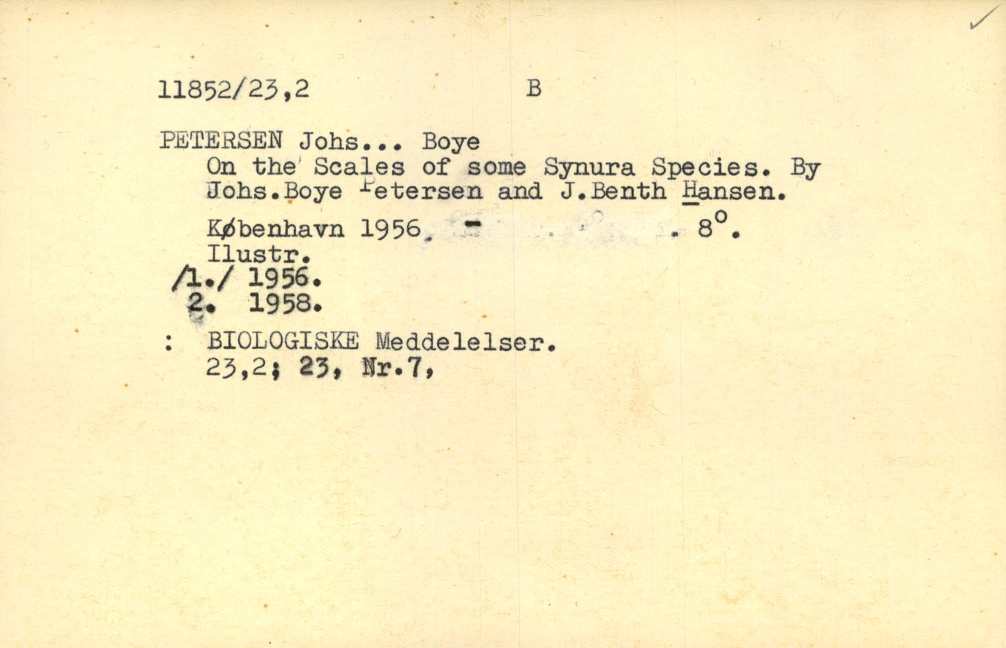 11852/23,2 B
PETERSEN Johs... Boye
On the Scales of some Synura Species. By
Johs.Boye Petersen and J.Benth Hansen.
København 1956. - . 8°.
Ilustr.
/1./ 1956.
2. 1958.
: BIOLOGISKE Meddelelser.
23,2; 23, Nr.7,